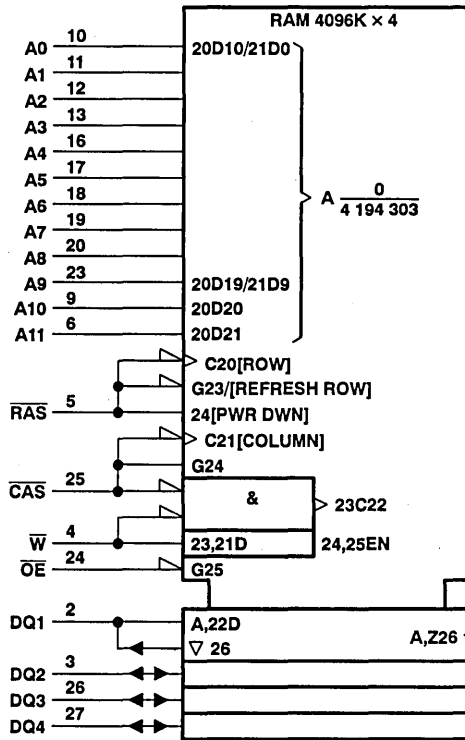 RAM 4096K × 4
A0 10 20D10/21D0
A1 11
A2 12
A3 13
A4 16
A5 17
A6 18
A7 19
A8 20
A9 23 20D19/21D9
A10 9 20D20
A11 6 20D21
A 0
4 194 303
C20[ROW]
G23/[REFRESH ROW]
RAS 5 24[PWR DWN]
C21[COLUMN]
G24
CAS 25 & 23C22
W 4 23,21D 24,25EN
OE 24 G25
DQ1 2 A,22D
26 A,Z26
DQ2 3
DQ3 26
DQ4 27